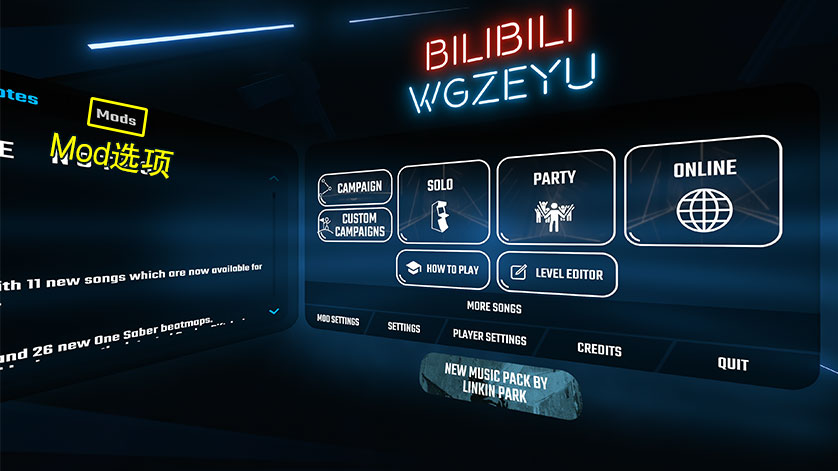 BILIBILI
WGZEYU
otes
Mods
Mod选项
E
CAMPAIGN
CUSTOM
CAMPAIGNS
SOLO
PARTY
ONLINE
HOW TO PLAY
LEVEL EDITOR
ith 11 new songs which are now available for
and 26 new One Saber beatmaps,
MORE SONGS
MOD SETTINGS
SETTINGS
PLAYER SETTINGS
CREDITS
QUIT
NEW MUSIC PACK BY
LINKIN PARK